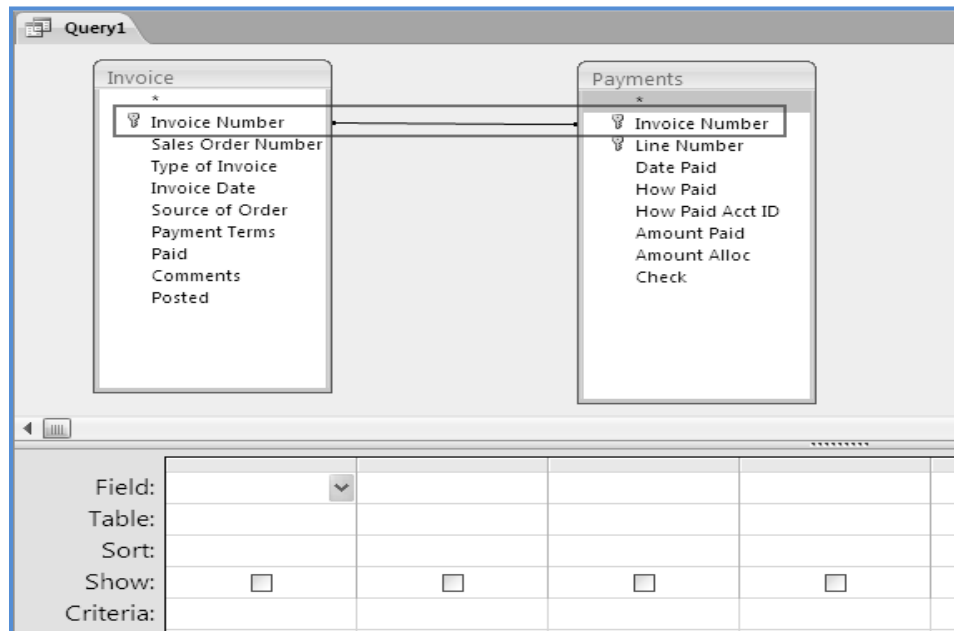 Query1
Invoice
*
Invoice Number
Sales Order Number
Type of Invoice
Invoice Date
Source of Order
Payment Terms
Paid
Comments
Posted
Payments
*
Invoice Number
Line Number
Date Paid
How Paid
How Paid Acct ID
Amount Paid
Amount Alloc
Check
Field:
Table:
Sort:
Show:
Criteria: